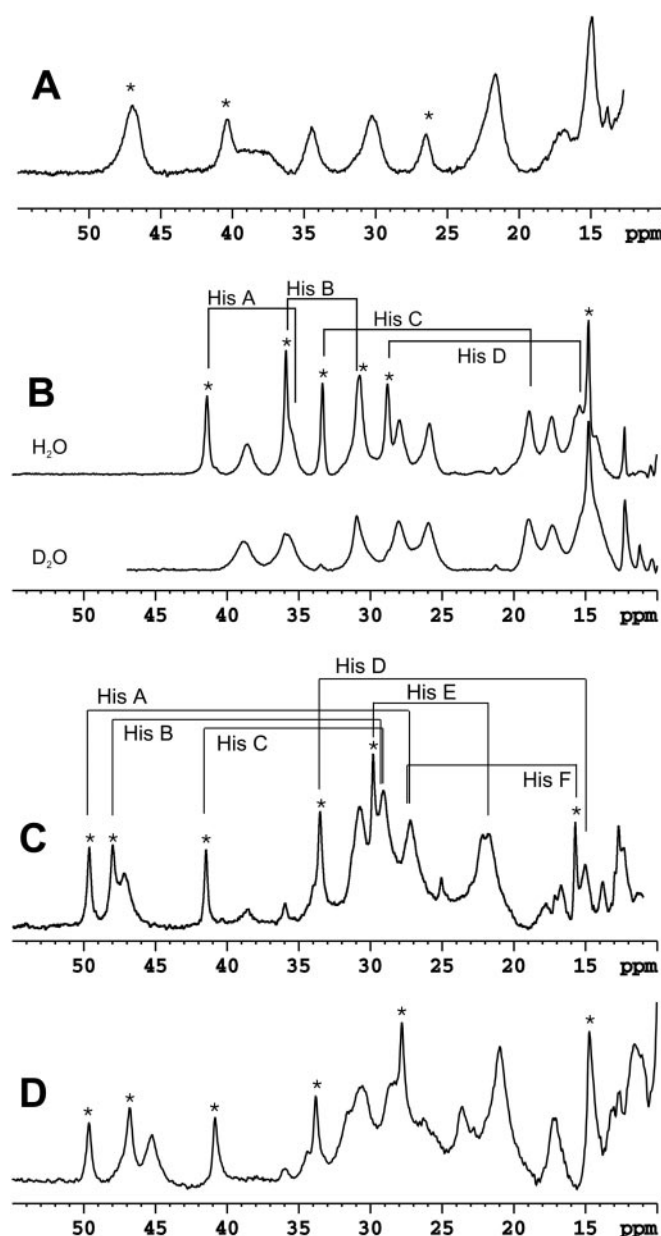 A
* * *
50 45 40 35 30 25 20 15 ppm
His A His B His C His D
* * * * * *
B
H₂O
D₂O
50 45 40 35 30 25 20 15 ppm
His D
His A His E
His B His C His F
* * * * * *
C
50 45 40 35 30 25 20 15 ppm
D
* * * * * *
50 45 40 35 30 25 20 15 ppm